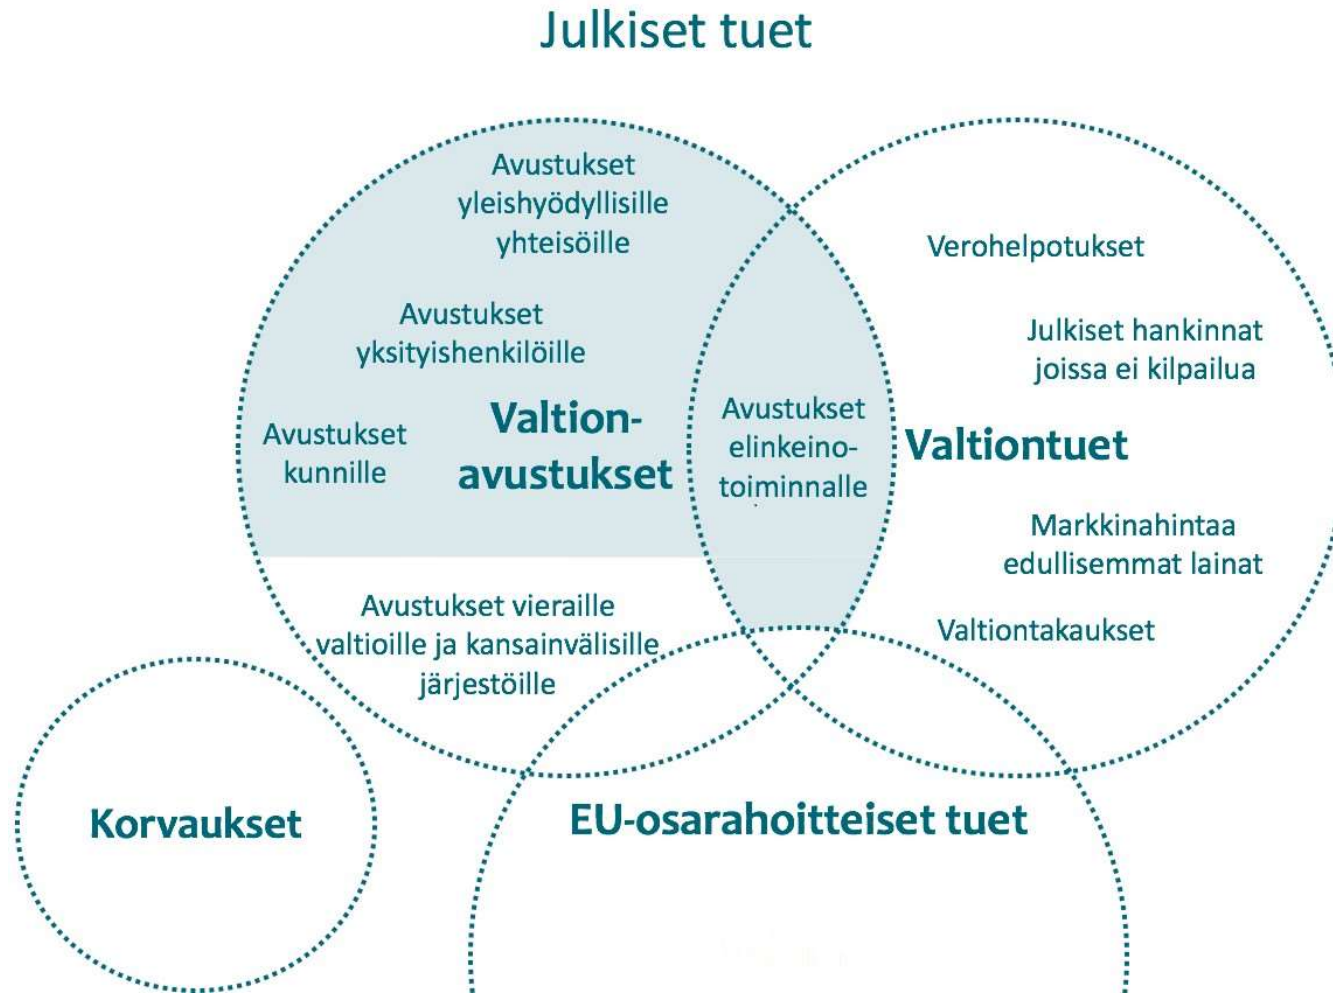 Julkiset tuet
Avustukset
yleishyödyllisille
yhteisöille
Avustukset
yksityishenkilöille
Avustukset
kunnille
Valtion-
avustukset
Avustukset
elinkeino-
toiminnalle
Verohelpotukset
Julkiset hankinnat
joissa ei kilpailua
Valtiontuet
Markkinahintaa
edullisemmat lainat
Valtiontakaukset
Avustukset vieraille
valtioille ja kansainvälisille
järjestöille
Korvaukset
EU-osarahoitteiset tuet